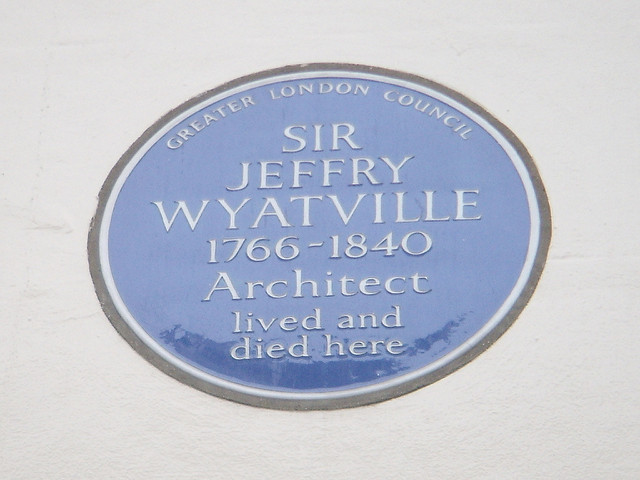 GREATER LONDON COUNCIL
SIR
JEFFRY
WYATVILLE
1766-1840
Architect
lived and
died here